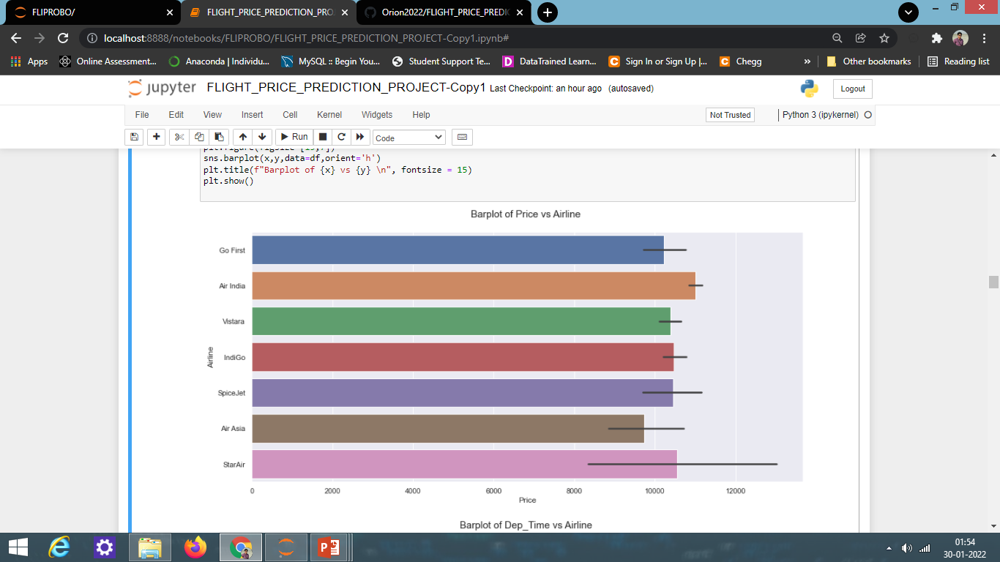 FLIPROBO/
FLIGHT_PRICE_PREDICTION_PRO
Orion2022/FLIGHT_PRICE_PREDIC
localhost:8888/notebooks/FLIPROBO/FLIGHT_PRICE_PREDICTION_PROJECT-Copy1.ipynb#
Apps Online Assessment... Anaconda | Individu... MySQL :: Begin You... Student Support Te... D DataTrained Learn... C Sign In or Sign Up |... C Chegg » Other bookmarks Reading list
jupyter FLIGHT_PRICE_PREDICTION_PROJECT-Copy1 Last Checkpoint: an hour ago (autosaved) Logout
File Edit View Insert Cell Kernel Widgets Help Not Trusted Python 3 (ipykernel)
Run Code
sns.barplot(x,y,data=df,orient='h')
plt.title(f"Barplot of {x} vs {y} \n", fontsize = 15)
plt.show()
Barplot of Price vs Airline
Go First
Air India
Vistara
Airline
IndiGo
SpiceJet
Air Asia
StarAir
0 2000 4000 6000 8000 10000 12000
Price
Barplot of Dep_Time vs Airline
01:54
30-01-2022